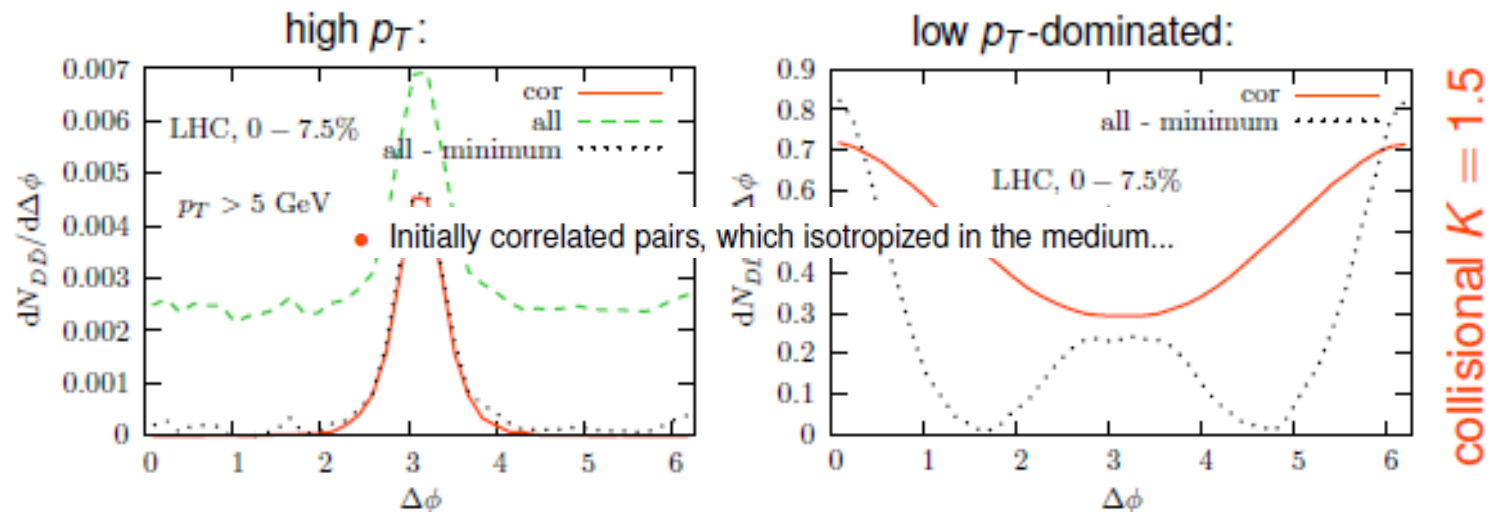 high p_T:
low p_T-dominated:
0.007
0.006
0.005
0.004
0.003
0.002
0.001
0
0 1 2 3 4 5 6
Δϕ
dN_DD̄/dΔϕ
cor
all
all - minimum
LHC, 0 − 7.5%
p_T > 5 GeV
• Initially correlated pairs, which isotropized in the medium...
0.9
0.8
0.7
0.6
0.4
0.3
0.2
0.1
0
0 1 2 3 4 5 6
Δϕ
cor
all - minimum
LHC, 0 − 7.5%
collisional K = 1.5